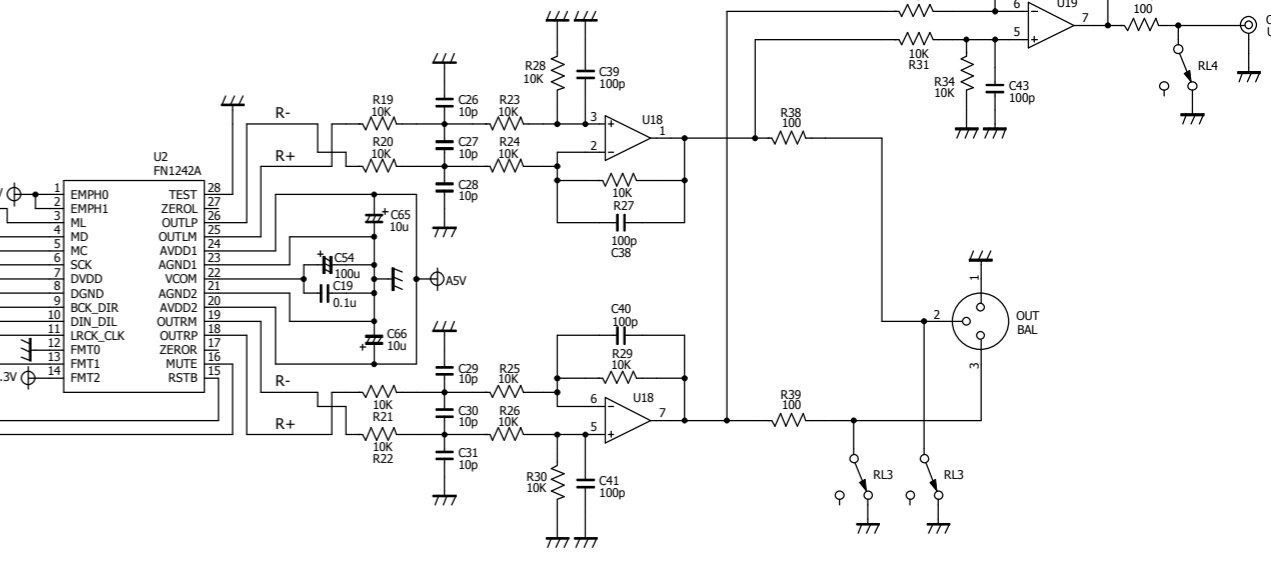 6
U19
7
100
5
10K
R31
R34
10K
C43
100p
RL4
R28
10K
C39
100p
R19
10K
C26
10p
R23
10K
R-
R20
10K
C27
10p
R24
10K
R+
C28
10p
3
2
U18
1
10K
R27
100p
C38
R38
100
U2
FN1242A
1 EMPH0
2 EMPH1
3 ML
4 MD
5 MC
6 SCK
7 DVDD
8 DGND
9 BCK_DIR
10 DIN_DIL
11 LRCK_CLK
12 FMT0
13 FMT1
14 FMT2
.3V
TEST 28
ZEROL 27
OUTLP 26
OUTLM 25
AVDD1 24
AGND1 23
VCOM 22
AGND2 21
AVDD2 20
OUTRM 19
OUTRP 18
ZEROR 17
MUTE 16
RSTB 15
+
C65
10u
+
C54
100u
C19
0.1u
A5V
+
C66
10u
R-
R+
10K
R21
10K
R22
C29
10p
C30
10p
C31
10p
R25
10K
R26
10K
C40
100p
R29
10K
6
5
U18
7
R30
10K
C41
100p
R39
100
1
2
3
OUT
BAL
RL3
RL3